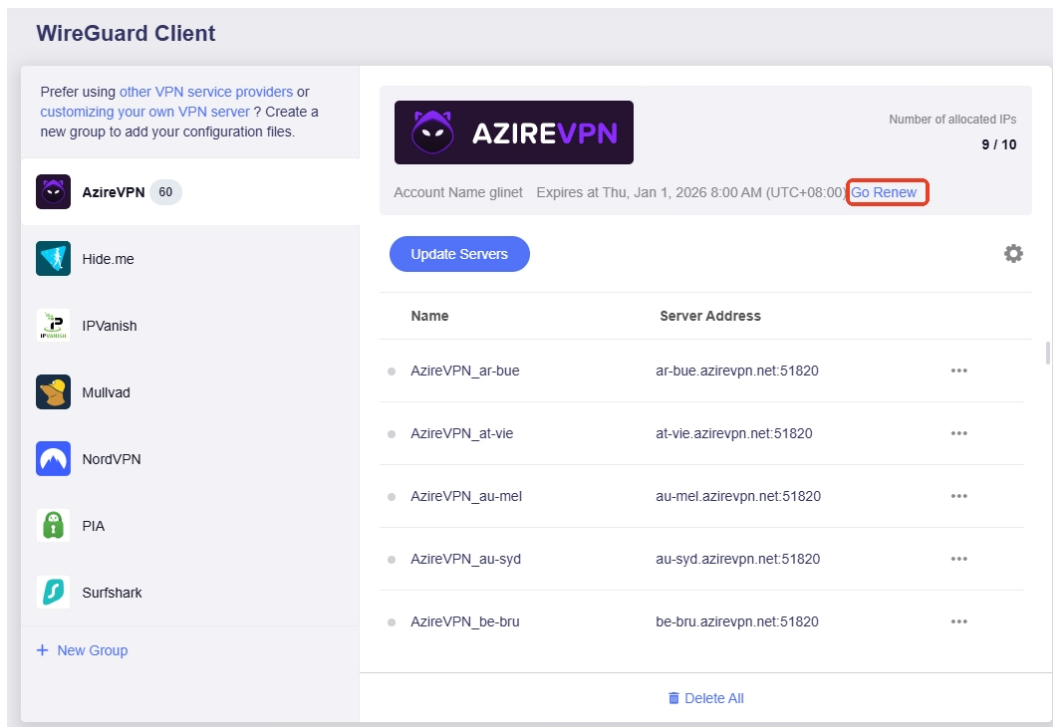 WireGuard Client
Prefer using other VPN service providers or
customizing your own VPN server ? Create a
new group to add your configuration files.
AzireVPN 60
Hide.me
IPVanish
Mullvad
NordVPN
PIA
Surfshark
+ New Group
AZIREVPN
Number of allocated IPs
9 / 10
Account Name glinet Expires at Thu, Jan 1, 2026 8:00 AM (UTC+08:00) Go Renew
Update Servers
Name Server Address
AzireVPN_ar-bue ar-bue.azirevpn.net:51820
AzireVPN_at-vie at-vie.azirevpn.net:51820
AzireVPN_au-mel au-mel.azirevpn.net:51820
AzireVPN_au-syd au-syd.azirevpn.net:51820
AzireVPN_be-bru be-bru.azirevpn.net:51820
Delete All